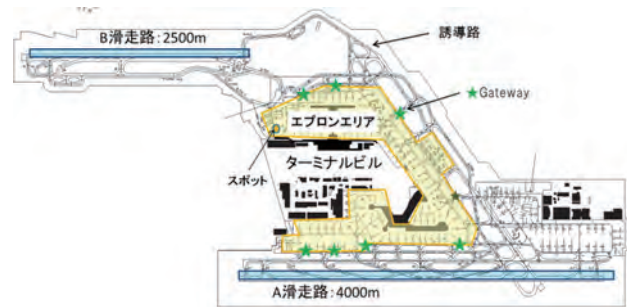 B滑走路：2500m
誘導路
★Gateway
エプロンエリア
スポット
ターミナルビル
A滑走路：4000m